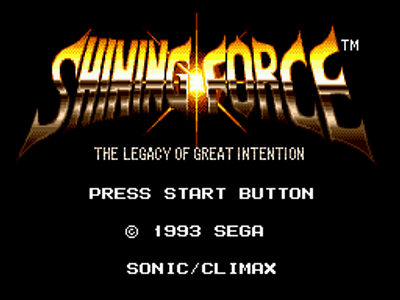 SHINING FORCE™
THE LEGACY OF GREAT INTENTION
PRESS START BUTTON
© 1993 SEGA
SONIC/CLIMAX